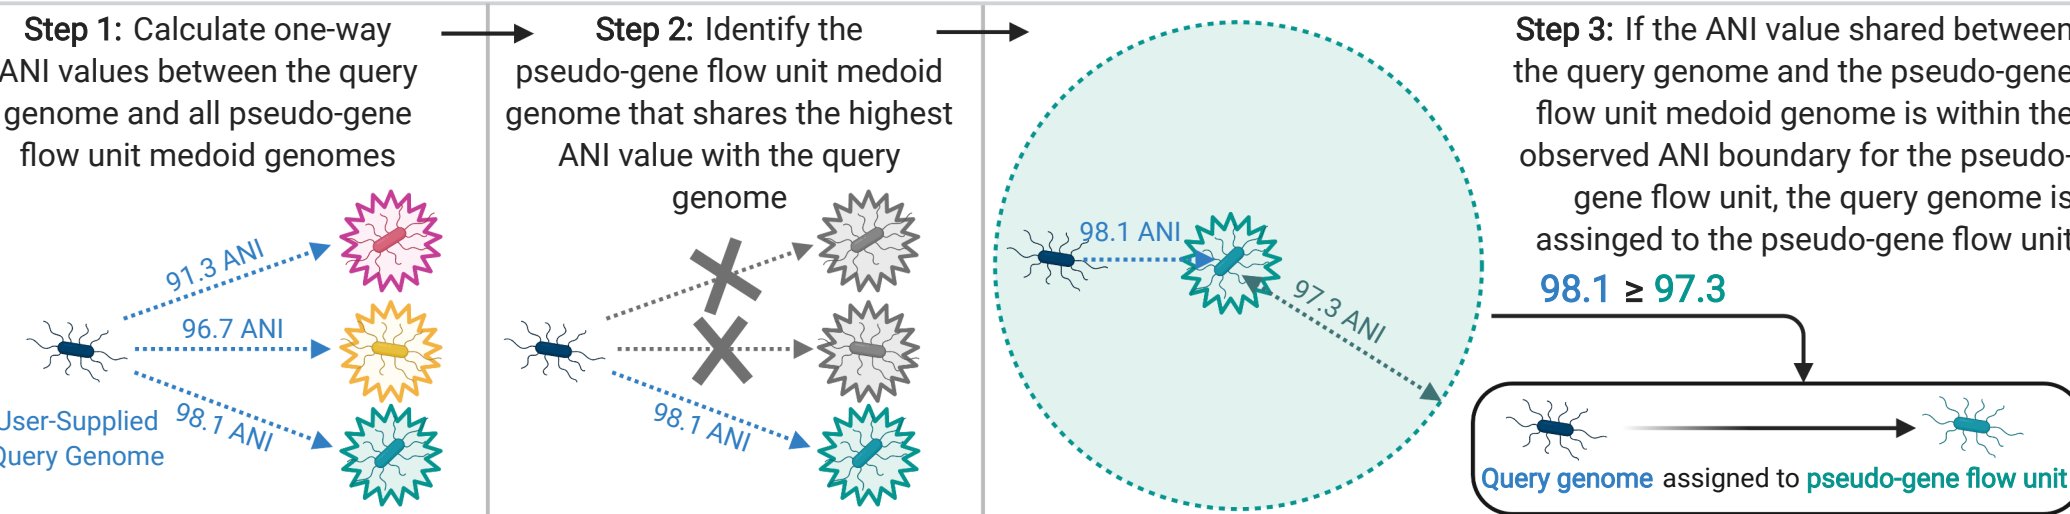 Step 1: Calculate one-way
ANI values between the query
genome and all pseudo-gene
flow unit medoid genomes
91.3 ANI
96.7 ANI
98.1 ANI
User-Supplied
Query Genome
Step 2: Identify the
pseudo-gene flow unit medoid
genome that shares the highest
ANI value with the query
genome
98.1 ANI
98.1 ANI
97.3 ANI
Step 3: If the ANI value shared between
the query genome and the pseudo-gene
flow unit medoid genome is within the
observed ANI boundary for the pseudo-
gene flow unit, the query genome is
assinged to the pseudo-gene flow unit
98.1 ≥ 97.3
Query genome assigned to pseudo-gene flow unit